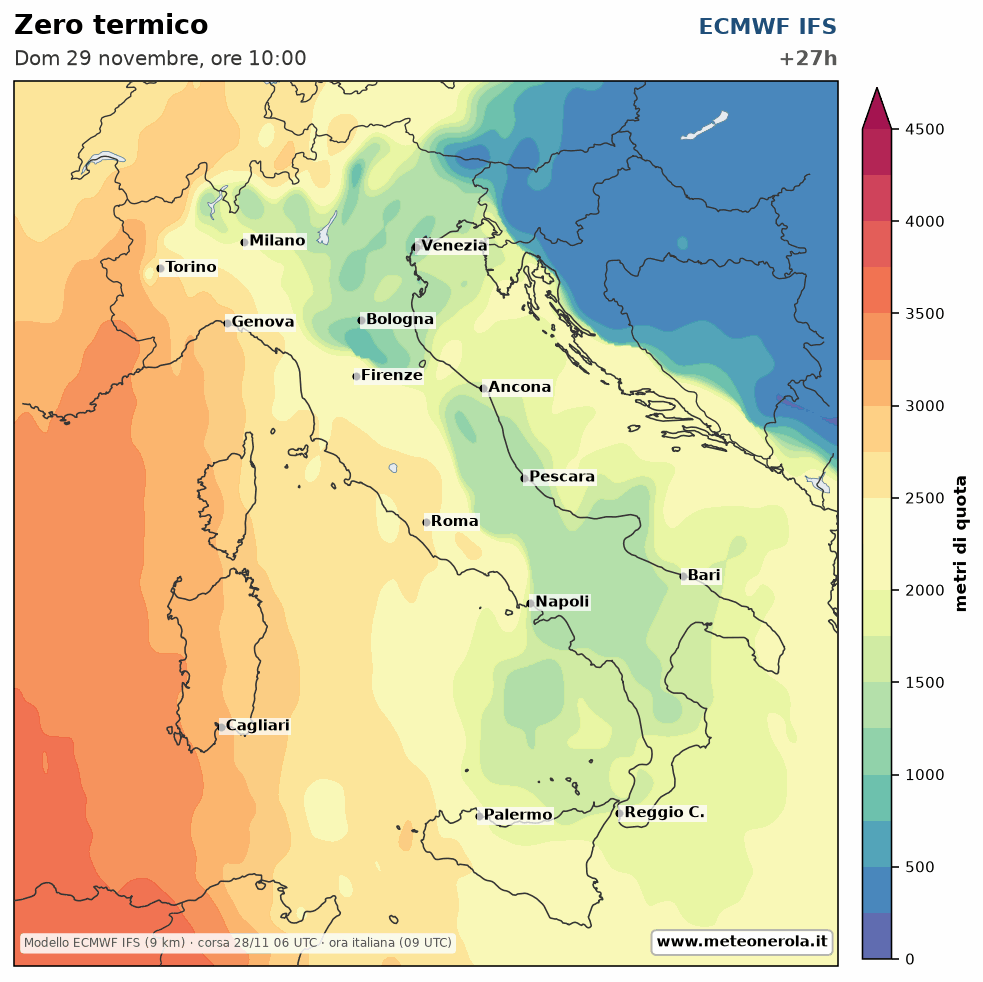 Zero termico
ECMWF IFS
Dom 29 novembre, ore 10:00
+27h
Milano
Venezia
Torino
Genova
Bologna
Firenze
Ancona
Pescara
Roma
Bari
Napoli
Cagliari
Palermo
Reggio C.
4500
4000
3500
3000
2500
2000
1500
1000
500
0
metri di quota
Modello ECMWF IFS (9 km) · corsa 28/11 06 UTC · ora italiana (09 UTC)
www.meteonerola.it